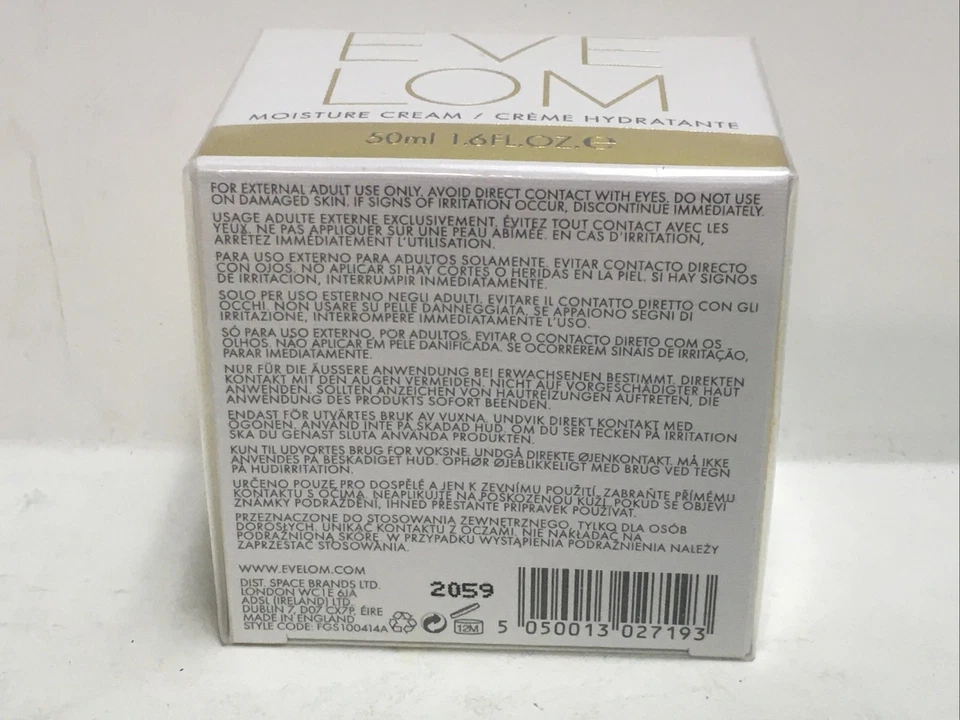 EVE
LOM
MOISTURE CREAM / CRÈME HYDRATANTE
50ml 1.6FL.OZ.℮
FOR EXTERNAL ADULT USE ONLY. AVOID DIRECT CONTACT WITH EYES. DO NOT USE
ON DAMAGED SKIN. IF SIGNS OF IRRITATION OCCUR, DISCONTINUE IMMEDIATELY.
USAGE ADULTE EXTERNE EXCLUSIVEMENT. ÉVITEZ TOUT CONTACT AVEC LES
YEUX. NE PAS APPLIQUER SUR UNE PEAU ABIMÉE. EN CAS D'IRRITATION,
ARRÊTEZ IMMÉDIATEMENT L'UTILISATION.
PARA USO EXTERNO PARA ADULTOS SOLAMENTE. EVITAR CONTACTO DIRECTO
CON OJOS. NO APLICAR SI HAY CORTES O HERIDAS EN LA PIEL. SI HAY SIGNOS
DE IRRITACION, INTERRUMPIR INMEDIATAMENTE.
SOLO PER USO ESTERNO NEGLI ADULTI. EVITARE IL CONTATTO DIRETTO CON GLI
OCCHI. NON USARE SU PELLE DANNEGGIATA. SE APPAIONO SEGNI DI
IRRITAZIONE, INTERROMPERE IMMEDIATAMENTE L'USO.
SÓ PARA USO EXTERNO, POR ADULTOS. EVITAR O CONTACTO DIRETO COM OS
OLHOS. NÃO APLICAR EM PELE DANIFICADA. SE OCORREREM SINAIS DE IRRITAÇÃO,
PARAR IMEDIATAMENTE.
NUR FÜR DIE ÄUSSERE ANWENDUNG BEI ERWACHSENEN BESTIMMT. DIREKTEN
KONTAKT MIT DEN AUGEN VERMEIDEN. NICHT AUF VORGESCHÄDIGTER HAUT
ANWENDEN. SOLLTEN ANZEICHEN VON HAUTREIZUNGEN AUFTRETEN, DIE
ANWENDUNG DES PRODUKTS SOFORT BEENDEN.
ENDAST FÖR UTVÄRTES BRUK AV VUXNA. UNDVIK DIREKT KONTAKT MED
ÖGONEN. ANVÄND INTE PÅ SKADAD HUD. OM DU SER TECKEN PÅ IRRITATION
SKA DU GENAST SLUTA ANVÄNDA PRODUKTEN.
KUN TIL UDVORTES BRUG FOR VOKSNE. UNDGÅ DIREKTE ØJENKONTAKT. MÅ IKKE
ANVENDES PÅ BESKADIGET HUD. OPHØR ØJEBLIKKELIGT MED BRUG VED TEGN
PÅ HUDIRRITATION.
URČENO POUZE PRO DOSPĚLÉ A JEN K ZEVNÍMU POUŽITÍ. ZABRAŇTE PŘÍMÉMU
KONTAKTU S OČIMA. NEAPLIKUJTE NA POŠKOZENOU KŮŽI. POKUD SE OBJEVÍ
ZNÁMKY PODRÁŽDĚNÍ, IHNED PŘESTAŇTE PŘÍPRAVEK POUŽÍVAT.
PRZEZNACZONE DO STOSOWANIA ZEWNĘTRZNEGO, TYLKO DLA OSÓB
DOROSŁYCH. UNIKAĆ KONTAKTU Z OCZAMI. NIE NAKŁADAĆ NA
PODRAŻNIONĄ SKÓRĘ. W PRZYPADKU WYSTĄPIENIA PODRAŻNIENIA NALEŻY
ZAPRZESTAĆ STOSOWANIA.
WWW.EVELOM.COM
DIST. SPACE BRANDS LTD.
LONDON WC1E 6JA
ADSL (IRELAND) LTD
DUBLIN 7, D07 CX7P, ÉIRE
MADE IN ENGLAND
STYLE CODE: FGS100414A
12M
2059
5 050013 027193